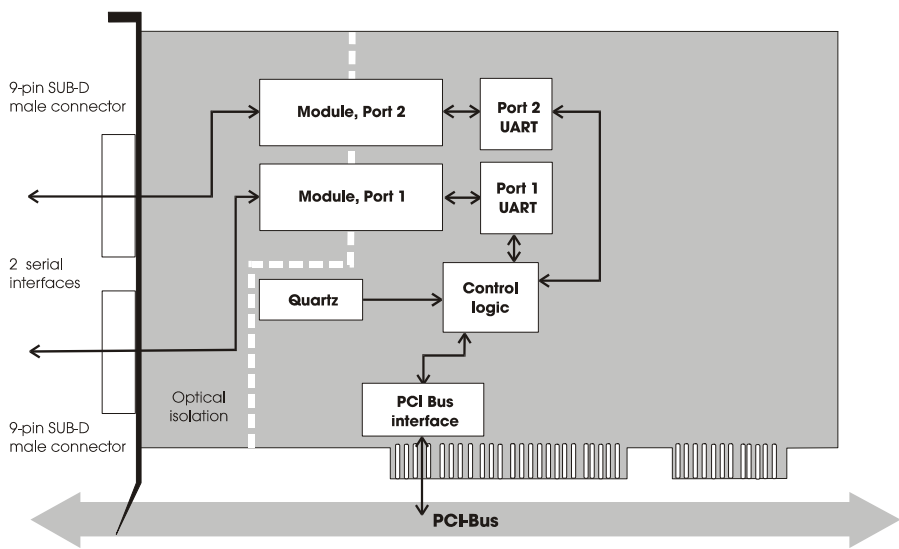 9-pin SUB-D
male connector
Module, Port 2
Port 2
UART
Module, Port 1
Port 1
UART
2 serial
interfaces
Quartz
Control
logic
Optical
isolation
PCI Bus
interface
9-pin SUB-D
male connector
PCI-Bus